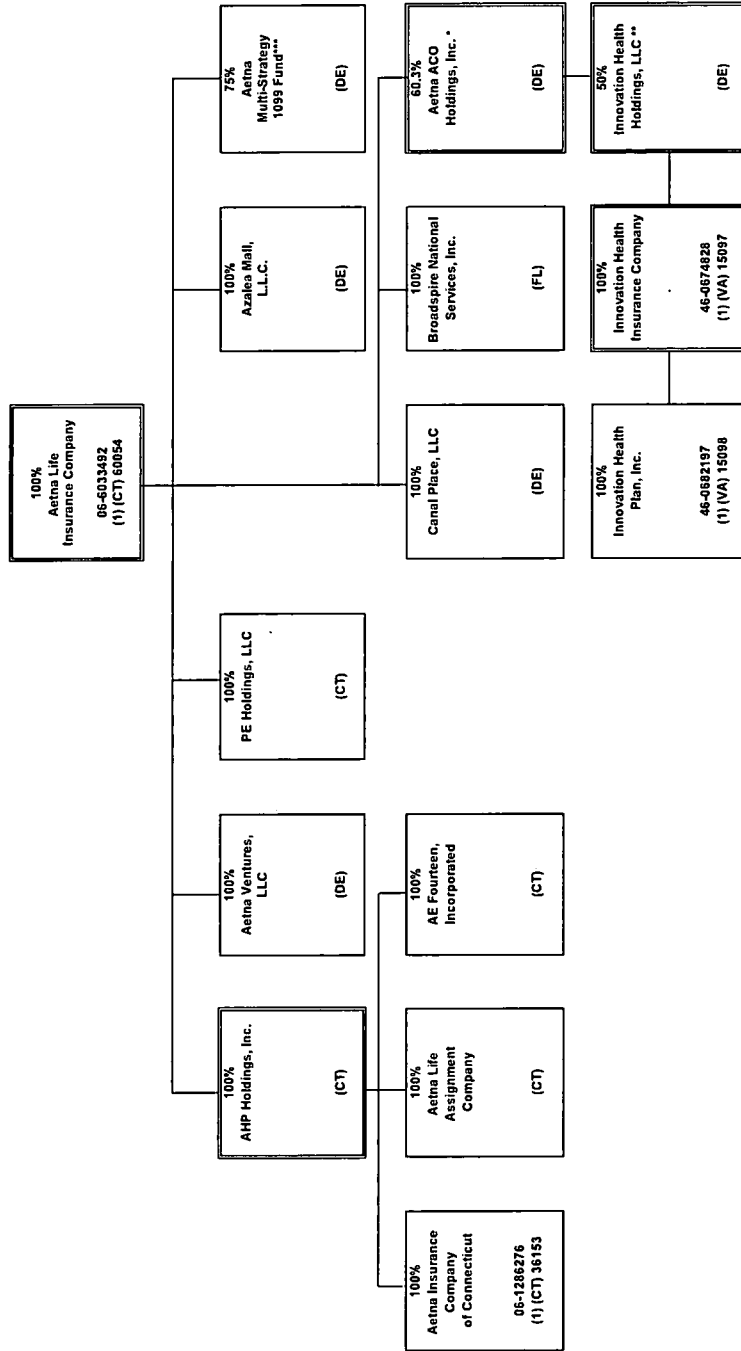 100%
Aetna Life
Insurance Company
06-6033492
(1) (CT) 60054
100%
AHP Holdings, Inc.
(CT)
100%
Aetna Ventures,
LLC
(DE)
100%
PE Holdings, LLC
(CT)
100%
Azalea Mall,
L.L.C.
(DE)
75%
Aetna
Multi-Strategy
1099 Fund***
(DE)
100%
Aetna Insurance
Company
of Connecticut
06-1286276
(1) (CT) 36153
100%
Aetna Life
Assignment
Company
(CT)
100%
AE Fourteen,
Incorporated
(CT)
100%
Canal Place, LLC
(DE)
100%
Broadspire National
Services, Inc.
(FL)
60.3%
Aetna ACO
Holdings, Inc. *
(DE)
100%
Innovation Health
Plan, Inc.
46-0682197
(1) (VA) 15098
100%
Innovation Health
Insurance Company
46-0674828
(1) (VA) 15097
50%
Innovation Health
Holdings, LLC **
(DE)